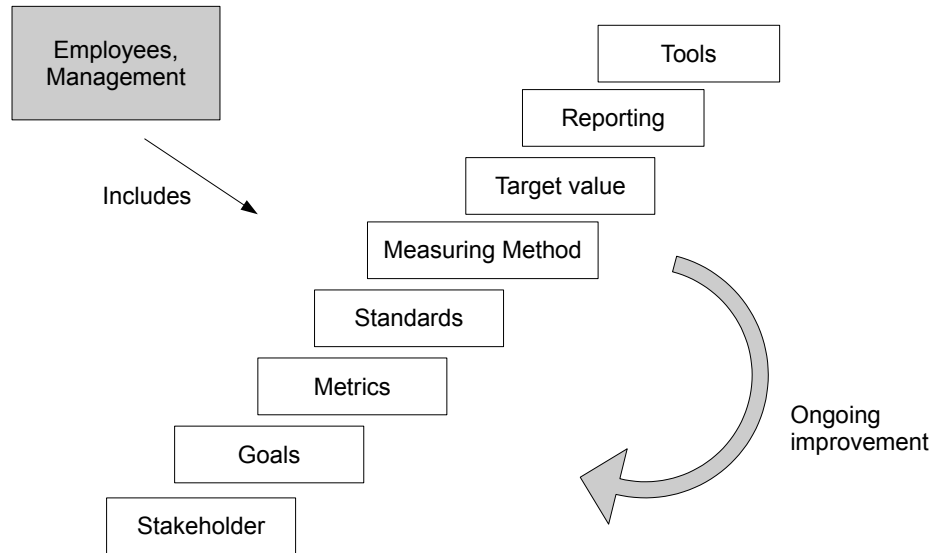 Employees,
Management
Tools
Reporting
Includes
Target value
Measuring Method
Standards
Metrics
Ongoing
improvement
Goals
Stakeholder